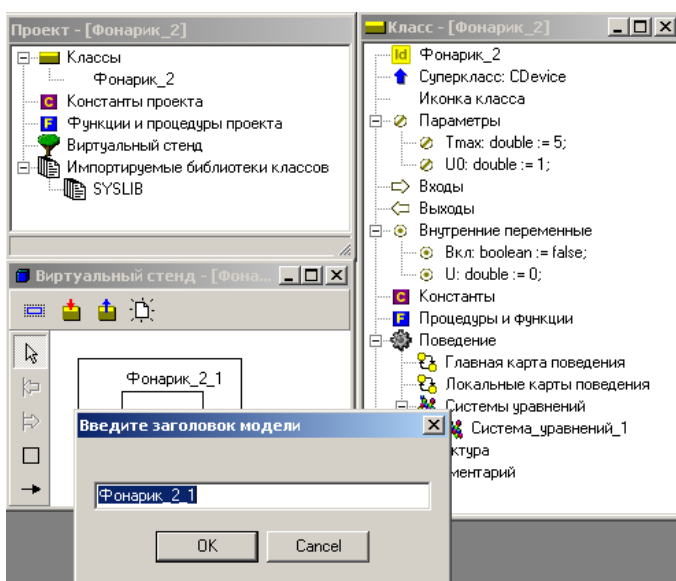 Проект - [Фонарик_2]
Классы
Фонарик_2
C Константы проекта
F Функции и процедуры проекта
Виртуальный стенд
Импортируемые библиотеки классов
SYSLIB
Виртуальный стенд - [Фона...
Фонарик_2_1
Класс - [Фонарик_2]
Id Фонарик_2
Суперкласс: CDevice
Иконка класса
Параметры
Tmax: double := 5;
U0: double := 1;
Входы
Выходы
Внутренние переменные
Вкл: boolean := false;
U: double := 0;
C Константы
F Процедуры и функции
Поведение
Главная карта поведения
Локальные карты поведения
Системы уравнений
Система_уравнений_1
ктура
ментарий
Введите заголовок модели
Фонарик_2_1
OK Cancel